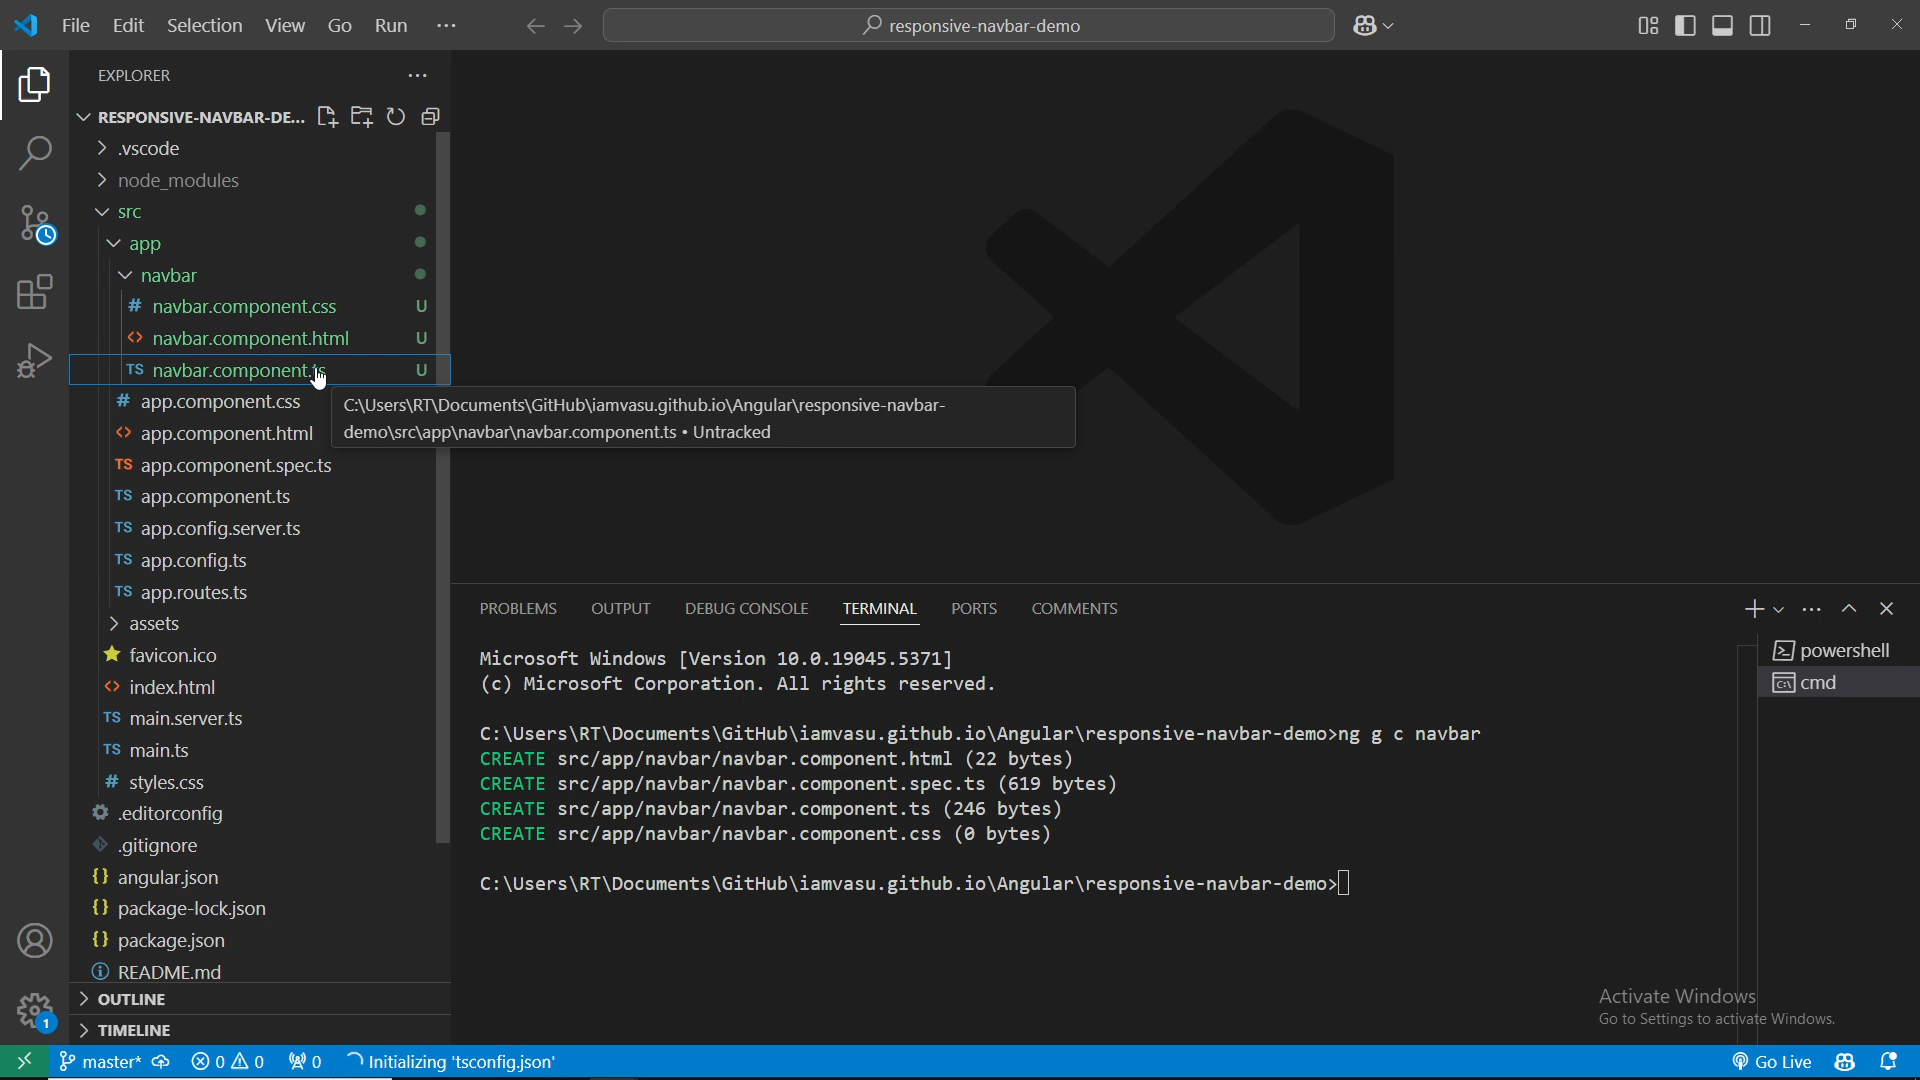 File Edit Selection View Go Run ···
responsive-navbar-demo
EXPLORER
RESPONSIVE-NAVBAR-DE...
.vscode
node_modules
src
app
navbar
# navbar.component.css U
<> navbar.component.html U
TS navbar.component.ts U
# app.component.css
<> app.component.html
TS app.component.spec.ts
TS app.component.ts
TS app.config.server.ts
TS app.config.ts
TS app.routes.ts
assets
favicon.ico
<> index.html
TS main.server.ts
TS main.ts
# styles.css
.editorconfig
.gitignore
{} angular.json
{} package-lock.json
{} package.json
README.md
OUTLINE
TIMELINE
C:\Users\RT\Documents\GitHub\iamvasu.github.io\Angular\responsive-navbar-
demo\src\app\navbar\navbar.component.ts • Untracked
PROBLEMS OUTPUT DEBUG CONSOLE TERMINAL PORTS COMMENTS
Microsoft Windows [Version 10.0.19045.5371]
(c) Microsoft Corporation. All rights reserved.
C:\Users\RT\Documents\GitHub\iamvasu.github.io\Angular\responsive-navbar-demo>ng g c navbar
CREATE src/app/navbar/navbar.component.html (22 bytes)
CREATE src/app/navbar/navbar.component.spec.ts (619 bytes)
CREATE src/app/navbar/navbar.component.ts (246 bytes)
CREATE src/app/navbar/navbar.component.css (0 bytes)
C:\Users\RT\Documents\GitHub\iamvasu.github.io\Angular\responsive-navbar-demo>
powershell
cmd
Activate Windows
Go to Settings to activate Windows.
1
master* 0 0 0 Initializing 'tsconfig.json' Go Live